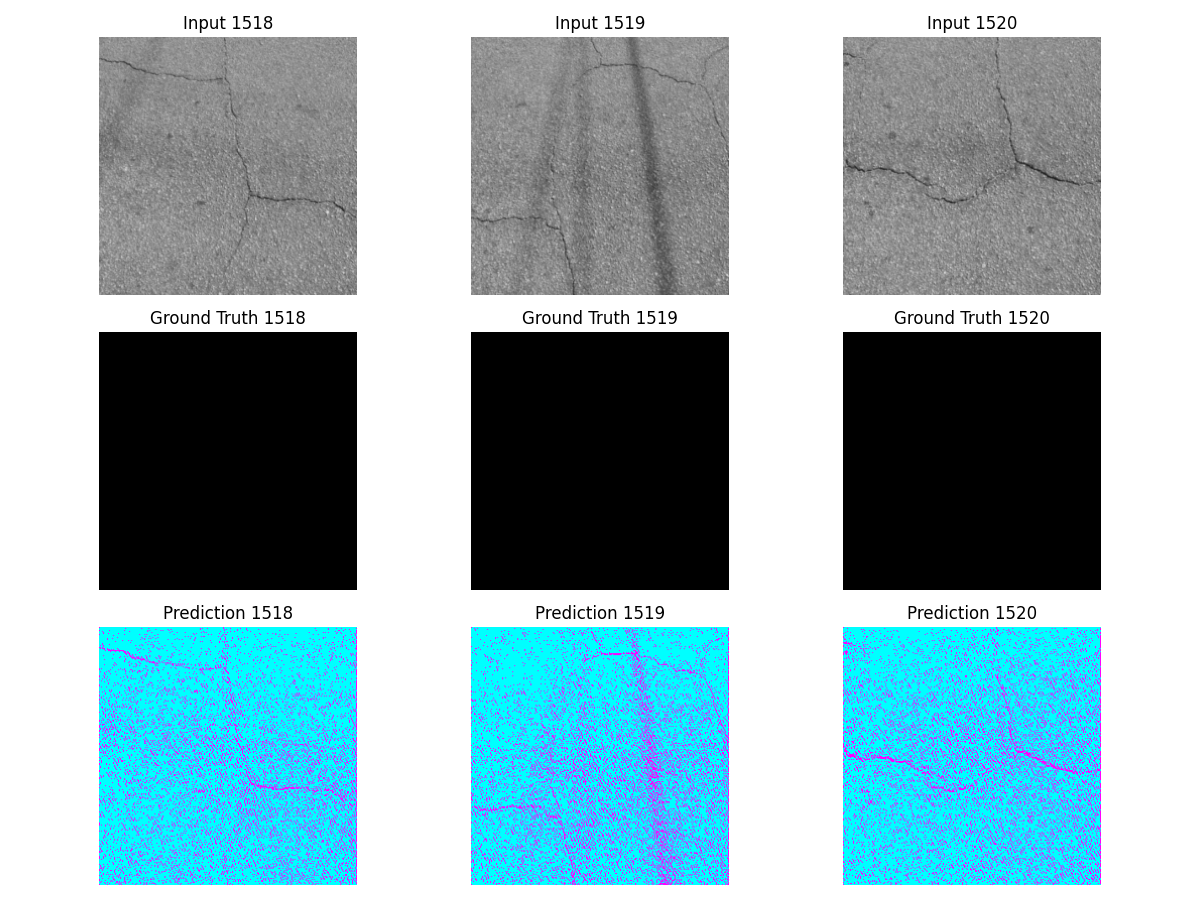 Input 1518
Input 1519
Input 1520
Ground Truth 1518
Ground Truth 1519
Ground Truth 1520
Prediction 1518
Prediction 1519
Prediction 1520